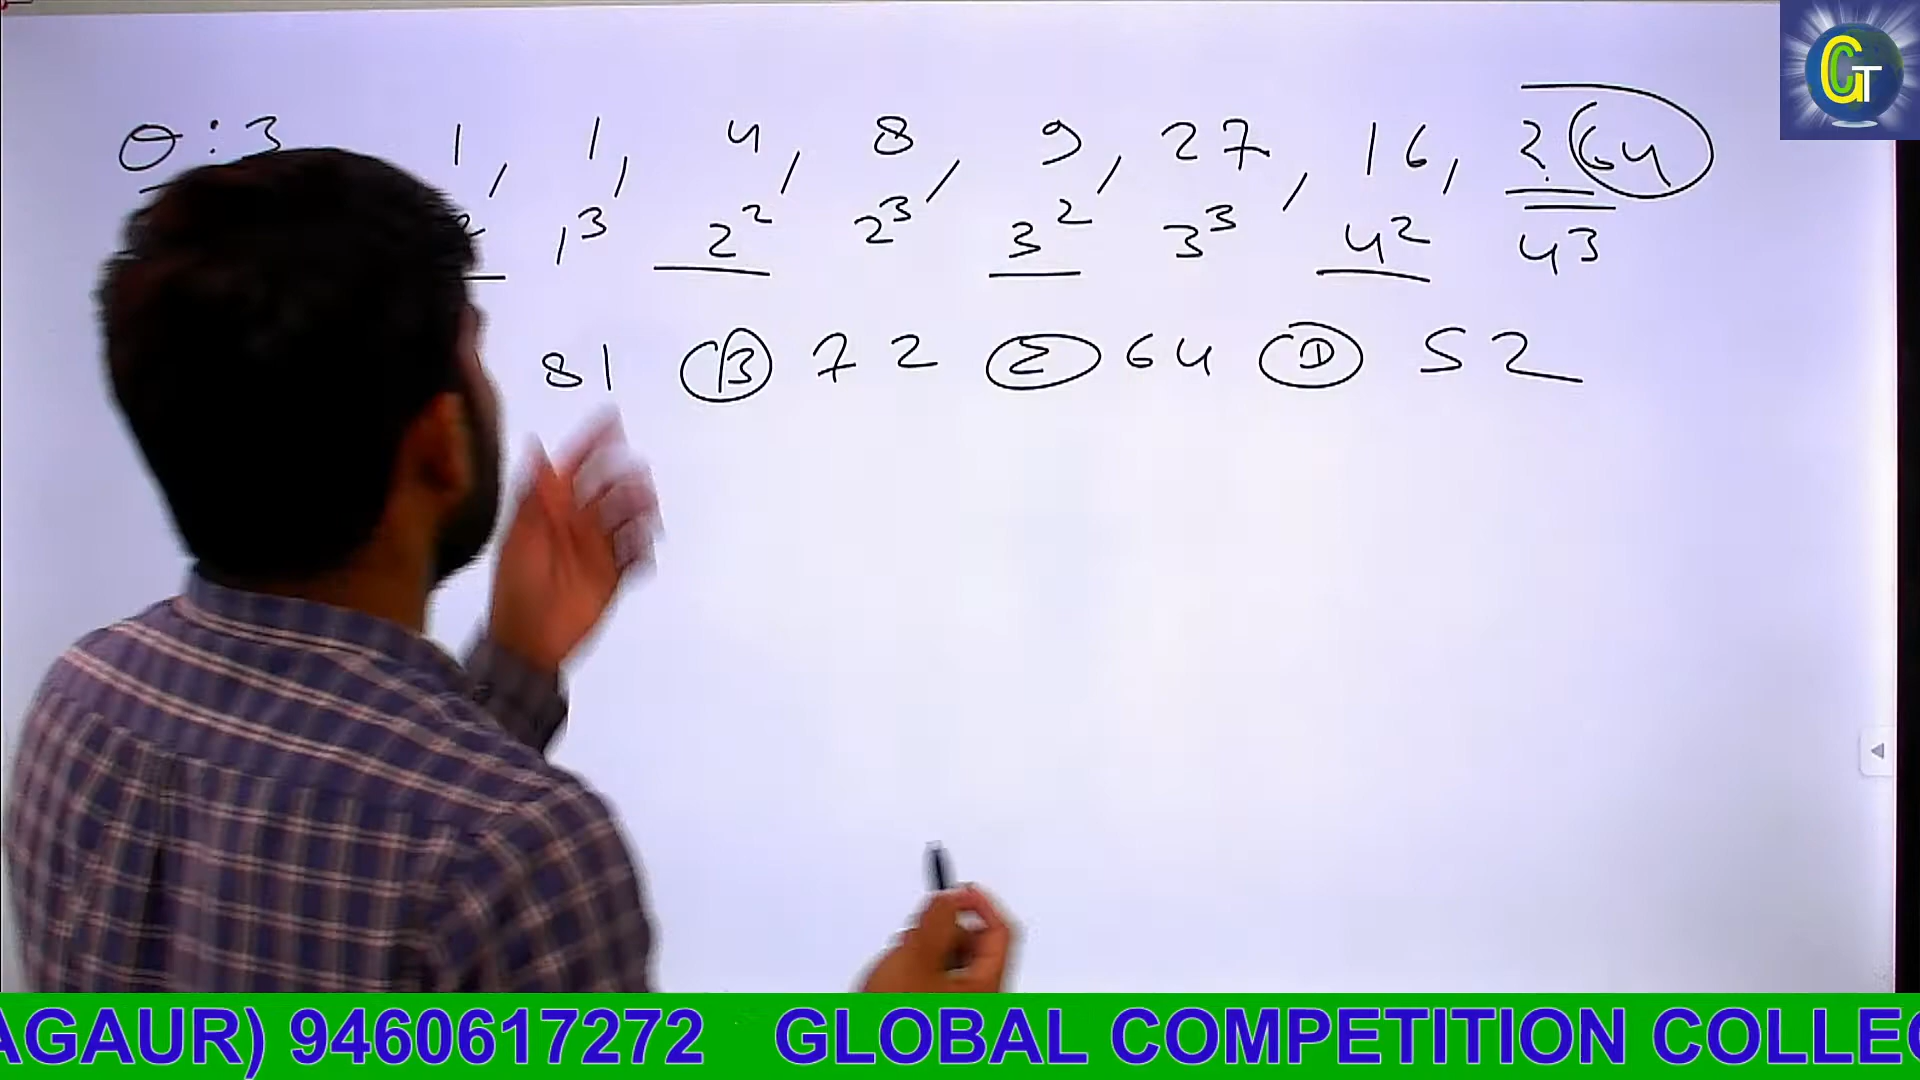 Q:3 1, 1, 4, 8, 9, 27, 16, ? 64
1³ 2² 2³ 3² 3³ 4² 4³
81 (B) 72 (C) 64 (D) 52
GT
AGAUR) 9460617272 GLOBAL COMPETITION COLLE